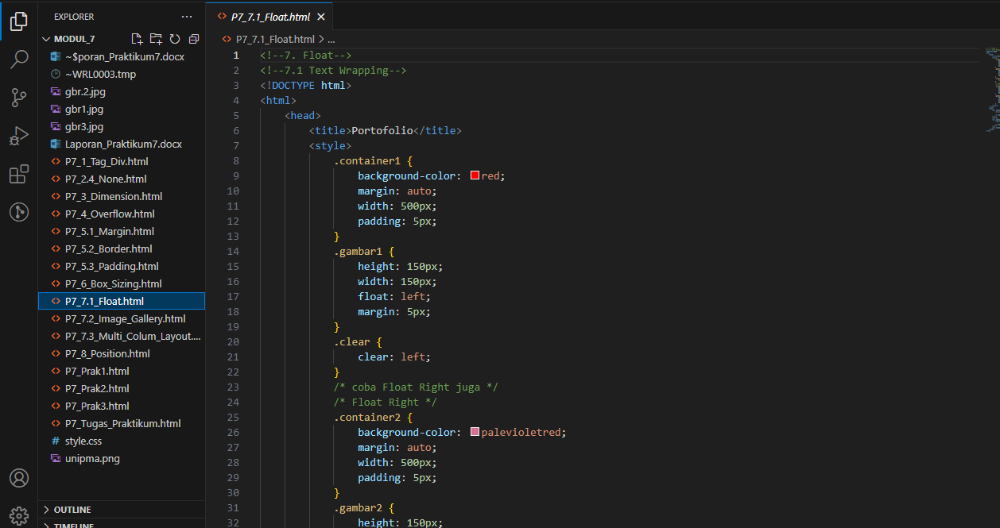 EXPLORER
MODUL_7
~$poran_Praktikum7.docx
~WRL0003.tmp
gbr.2.jpg
gbr1.jpg
gbr3.jpg
Laporan_Praktikum7.docx
P7_1_Tag_Div.html
P7_2.4_None.html
P7_3_Dimension.html
P7_4_Overflow.html
P7_5.1_Margin.html
P7_5.2_Border.html
P7_5.3_Padding.html
P7_6_Box_Sizing.html
P7_7.1_Float.html
P7_7.2_Image_Gallery.html
P7_7.3_Multi_Colum_Layout....
P7_8_Position.html
P7_Prak1.html
P7_Prak2.html
P7_Prak3.html
P7_Tugas_Praktikum.html
# style.css
unipma.png
OUTLINE
TIMELINE
P7_7.1_Float.html
P7_7.1_Float.html > ...
1 <!--7. Float-->
2 <!--7.1 Text Wrapping-->
3 <!DOCTYPE html>
4 <html>
5 <head>
6 <title>Portofolio</title>
7 <style>
8 .container1 {
9 background-color: red;
10 margin: auto;
11 width: 500px;
12 padding: 5px;
13 }
14 .gambar1 {
15 height: 150px;
16 width: 150px;
17 float: left;
18 margin: 5px;
19 }
20 .clear {
21 clear: left;
22 }
23 /* coba Float Right juga */
24 /* Float Right */
25 .container2 {
26 background-color: palevioletred;
27 margin: auto;
28 width: 500px;
29 padding: 5px;
30 }
31 .gambar2 {
32 height: 150px;